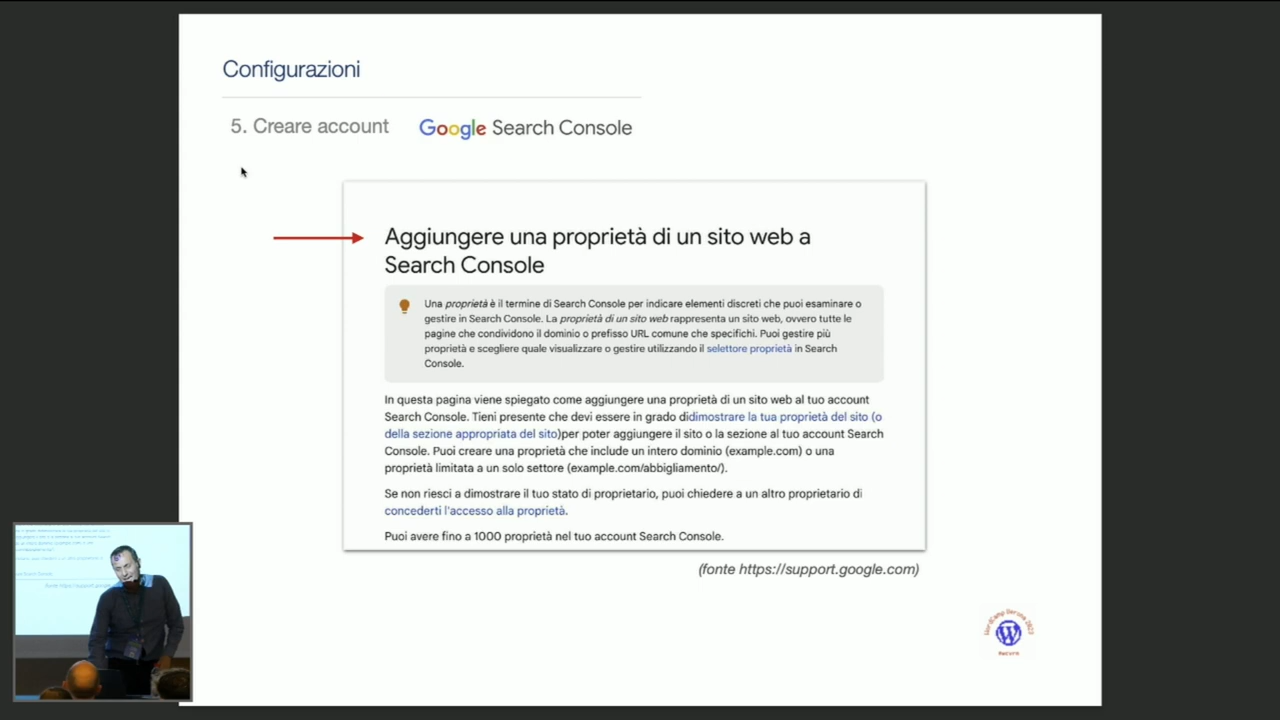 Configurazioni
5. Creare account
Google Search Console
Aggiungere una proprietà di un sito web a
Search Console
Una proprietà è il termine di Search Console per indicare elementi discreti che puoi esaminare o
gestire in Search Console. La proprietà di un sito web rappresenta un sito web, ovvero tutte le
pagine che condividono il dominio o prefisso URL comune che specifichi. Puoi gestire più
proprietà e scegliere quale visualizzare o gestire utilizzando il selettore proprietà in Search
Console.
In questa pagina viene spiegato come aggiungere una proprietà di un sito web al tuo account
Search Console. Tieni presente che devi essere in grado didimostrare la tua proprietà del sito (o
della sezione appropriata del sito)per poter aggiungere il sito o la sezione al tuo account Search
Console. Puoi creare una proprietà che include un intero dominio (example.com) o una
proprietà limitata a un solo settore (example.com/abbigliamento/).
Se non riesci a dimostrare il tuo stato di proprietario, puoi chiedere a un altro proprietario di
concederti l'accesso alla proprietà.
Puoi avere fino a 1000 proprietà nel tuo account Search Console.
(fonte https://support.google.com)
WordCamp Verona 2023